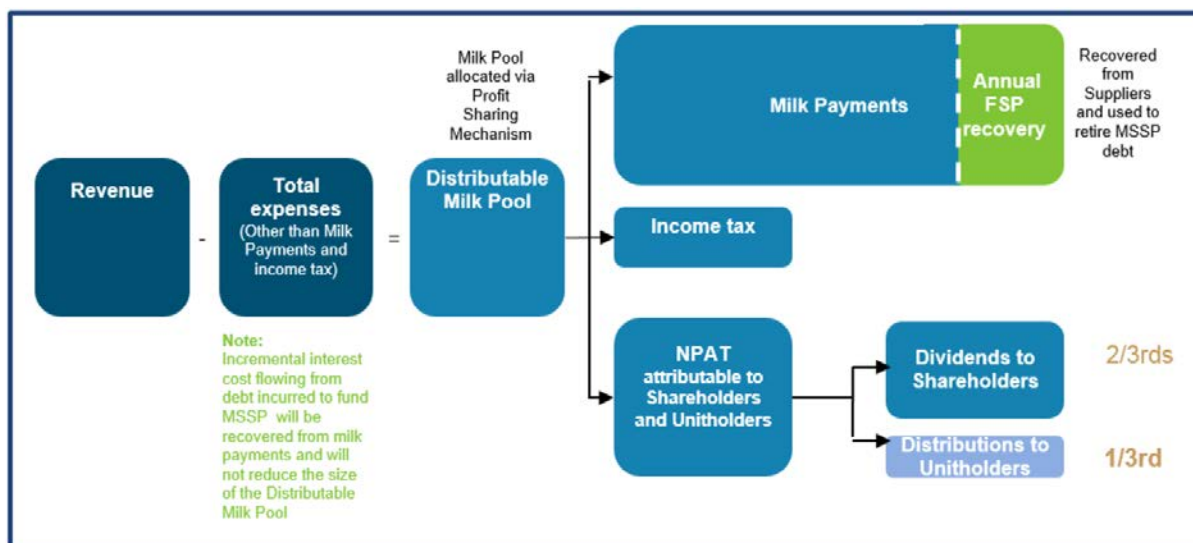 Milk Pool
allocated via
Profit
Sharing
Mechanism
Milk Payments
Annual
FSP
recovery
Recovered
from
Suppliers
and used to
retire MSSP
debt
Revenue
-
Total
expenses
(Other than Milk
Payments and
income tax)
=
Distributable
Milk Pool
Income tax
Note:
Incremental interest
cost flowing from
debt incurred to fund
MSSP will be
recovered from milk
payments and will
not reduce the size
of the Distributable
Milk Pool
NPAT
attributable to
Shareholders
and Unitholders
Dividends to
Shareholders
2/3rds
Distributions to
Unitholders
1/3rd